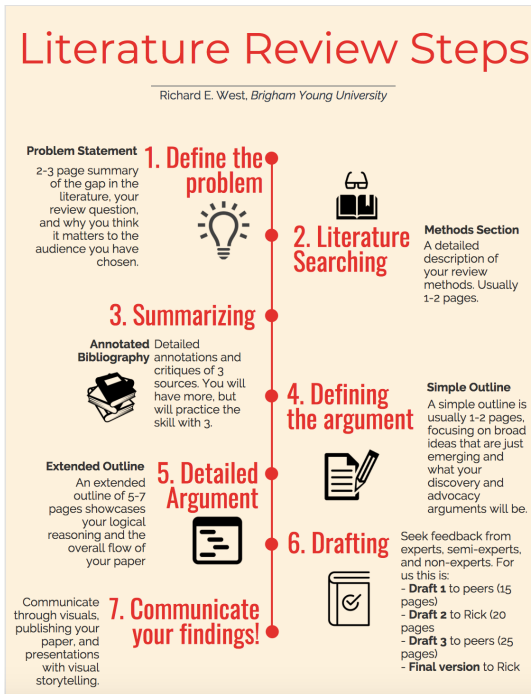 Literature Review Steps
Richard E. West, Brigham Young University
Problem Statement
2-3 page summary
of the gap in the
literature, your
review question,
and why you think
it matters to the
audience you have
chosen.
1. Define the
problem
2. Literature
Searching
Methods Section
A detailed
description of
your review
methods. Usually
1-2 pages.
3. Summarizing
Annotated
Bibliography
Detailed
annotations and
critiques of 3
sources. You will
have more, but
will practice the
skill with 3.
4. Defining
the argument
Simple Outline
A simple outline is
usually 1-2 pages,
focusing on broad
ideas that are just
emerging and
what your
discovery and
advocacy
arguments will be.
Extended Outline
An extended
outline of 5-7
pages showcases
your logical
reasoning and the
overall flow of
your paper
5. Detailed
Argument
6. Drafting
Seek feedback from
experts, semi-experts,
and non-experts. For
us this is:
- Draft 1 to peers (15
pages)
- Draft 2 to Rick (20
pages
- Draft 3 to peers (25
pages)
- Final version to Rick
Communicate
through visuals,
publishing your
paper, and
presentations
with visual
storytelling.
7. Communicate
your findings!